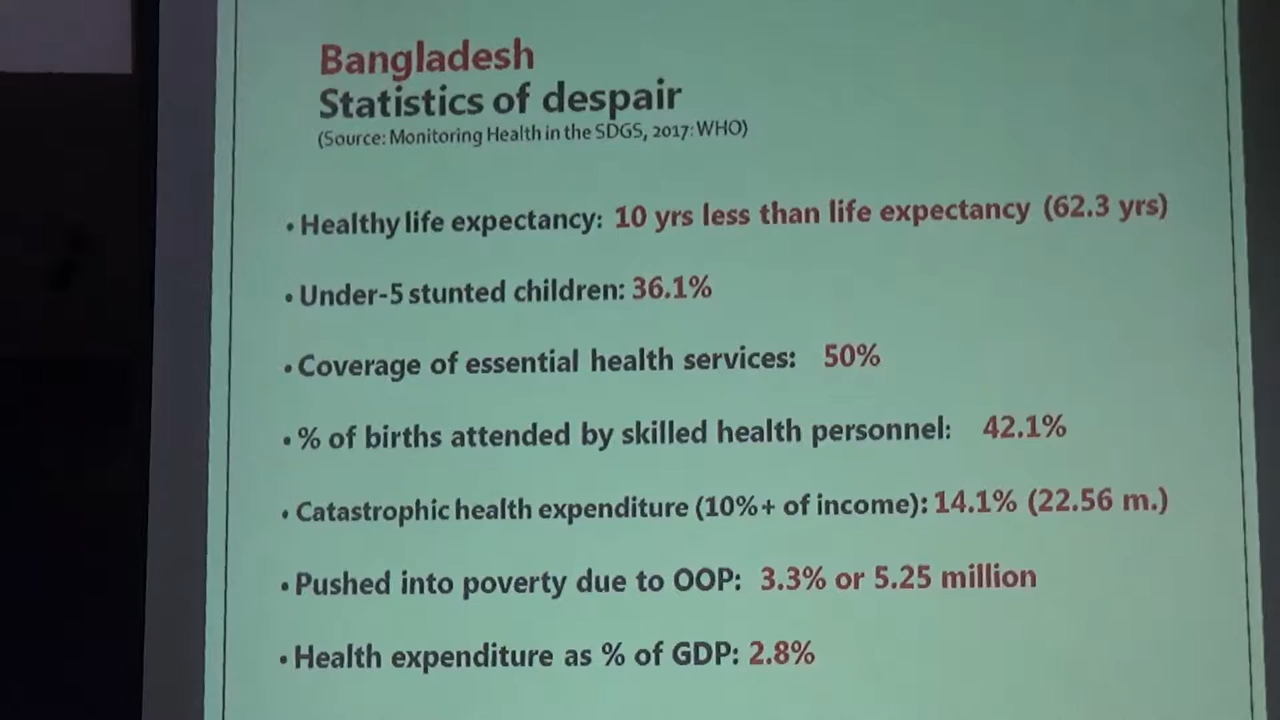 Bangladesh
Statistics of despair
(Source: Monitoring Health in the SDGS, 2017: WHO)
• Healthy life expectancy: 10 yrs less than life expectancy (62.3 yrs)
• Under-5 stunted children: 36.1%
• Coverage of essential health services: 50%
• % of births attended by skilled health personnel: 42.1%
• Catastrophic health expenditure (10%+ of income): 14.1% (22.56 m.)
• Pushed into poverty due to OOP: 3.3% or 5.25 million
• Health expenditure as % of GDP: 2.8%